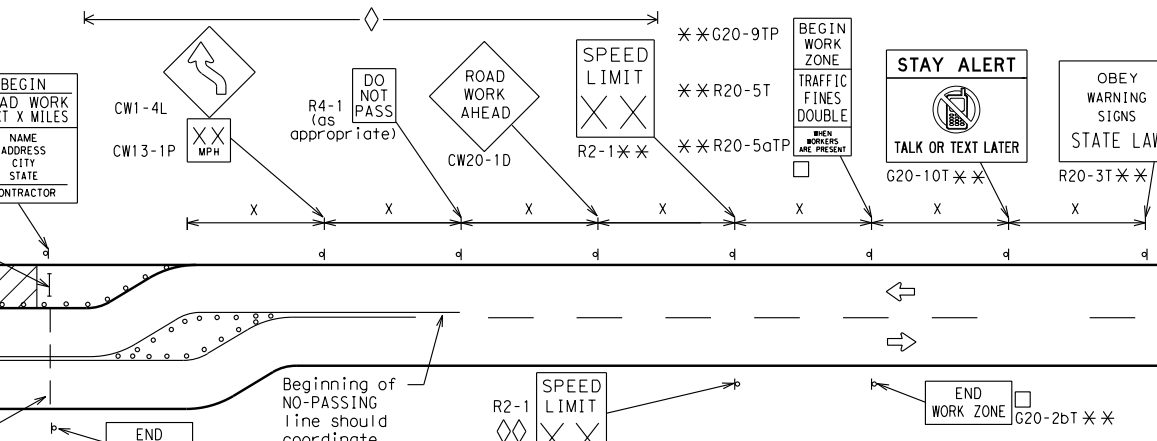 BEGIN
WORK
T X MILES
NAME
ADDRESS
CITY
STATE
CONTRACTOR
CW1-4L
CW13-1P
XX
MPH
R4-1
(as
appropriate)
DO
NOT
PASS
ROAD
WORK
AHEAD
CW20-1D
SPEED
LIMIT
XX
R2-1**
**G20-9TP
**R20-5T
**R20-5aTP
BEGIN
WORK
ZONE
TRAFFIC
FINES
DOUBLE
WHEN
WORKERS
ARE PRESENT
STAY ALERT
TALK OR TEXT LATER
G20-10T**
OBEY
WARNING
SIGNS
STATE LAW
R20-3T**
X X X X X X X
Beginning of
NO-PASSING
line should
coordinate
R2-1
SPEED
LIMIT
XX
END
WORK ZONE
G20-2bT**
END